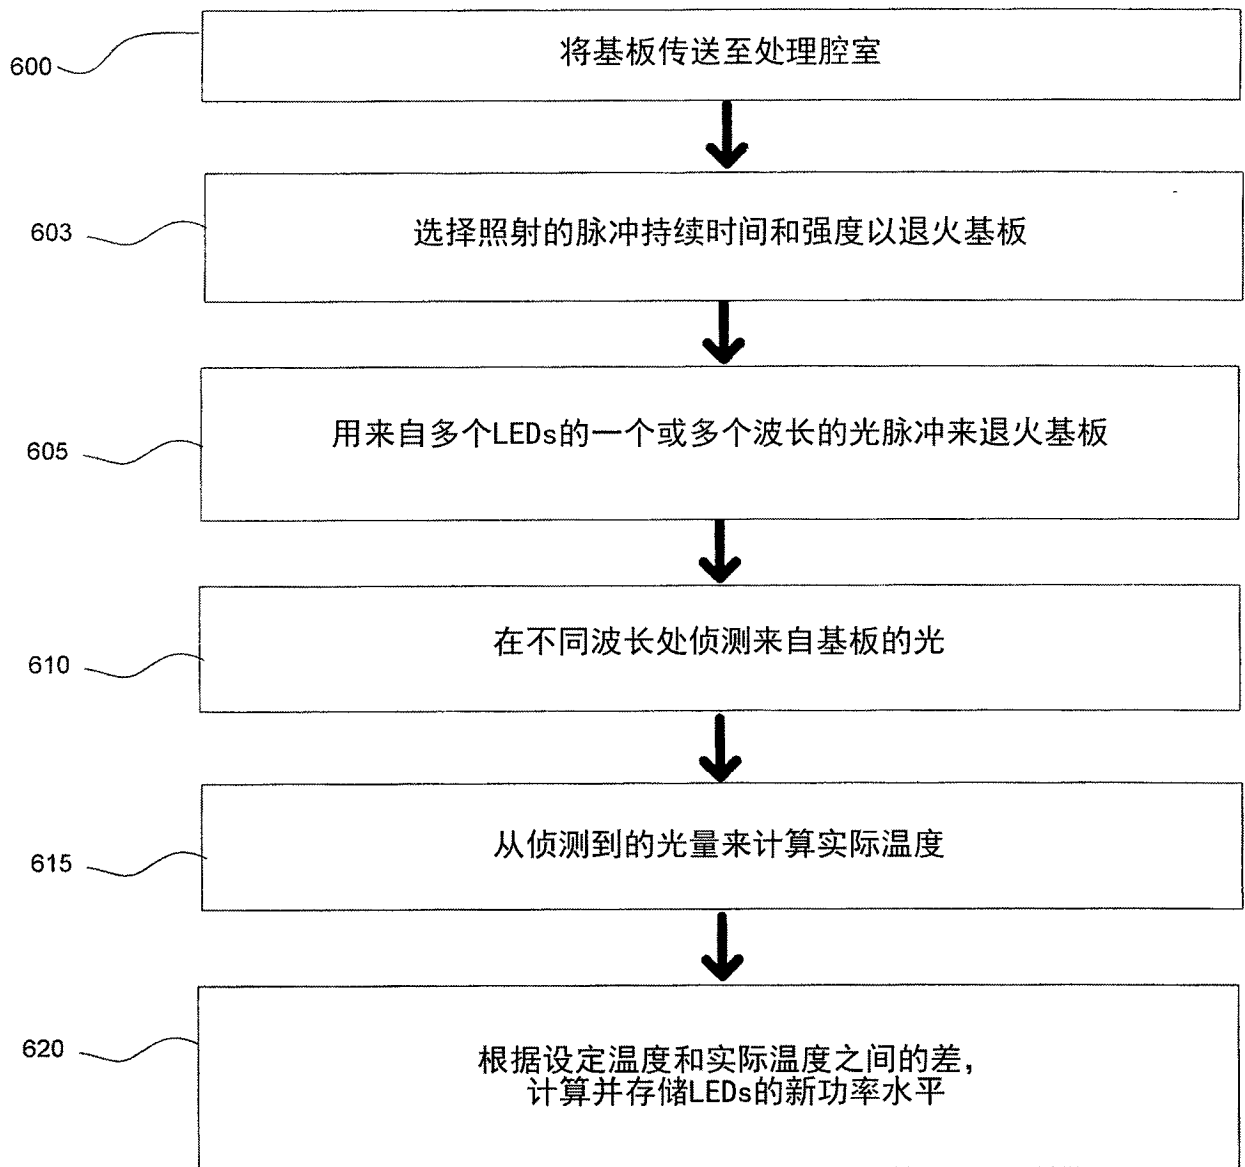 600
将基板传送至处理腔室
603
选择照射的脉冲持续时间和强度以退火基板
605
用来自多个LEDs的一个或多个波长的光脉冲来退火基板
610
在不同波长处侦测来自基板的光
615
从侦测到的光量来计算实际温度
620
根据设定温度和实际温度之间的差，
计算并存储LEDs的新功率水平